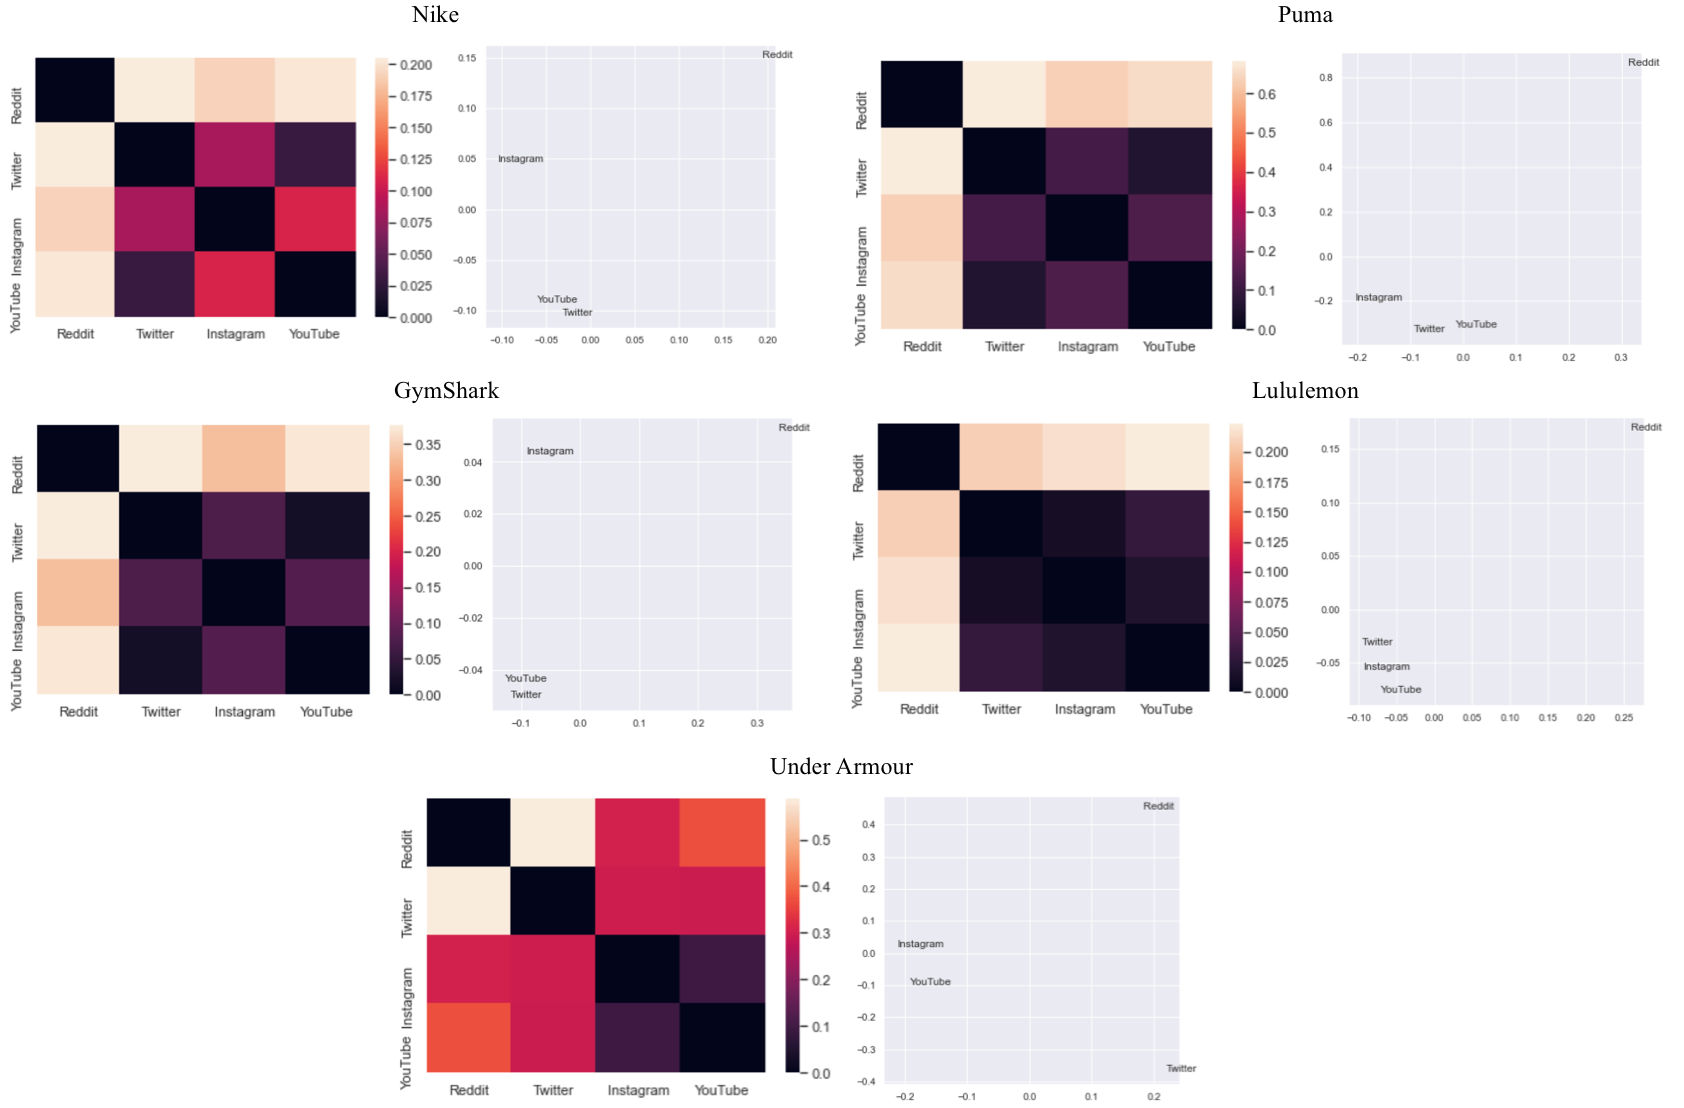 Nike
Reddit
Twitter
Instagram
YouTube
Reddit Twitter Instagram YouTube
0.200
0.175
0.150
0.125
0.100
0.075
0.050
0.025
0.000
0.15
0.10
0.05
0.00
−0.05
−0.10
Reddit
Instagram
YouTube
Twitter
−0.10 −0.05 0.00 0.05 0.10 0.15 0.20
Puma
Reddit
Twitter
Instagram
YouTube
Reddit Twitter Instagram YouTube
0.6
0.5
0.4
0.3
0.2
0.1
0.0
0.8
0.6
0.4
0.2
0.0
−0.2
Reddit
Instagram
Twitter YouTube
−0.2 −0.1 0.0 0.1 0.2 0.3
GymShark
Reddit
Twitter
Instagram
YouTube
Reddit Twitter Instagram YouTube
0.35
0.30
0.25
0.20
0.15
0.10
0.05
0.00
0.04
0.02
0.00
−0.02
−0.04
Reddit
Instagram
YouTube
Twitter
−0.1 0.0 0.1 0.2 0.3
Lululemon
Reddit
Twitter
Instagram
YouTube
Reddit Twitter Instagram YouTube
0.200
0.175
0.150
0.125
0.100
0.075
0.050
0.025
0.000
0.15
0.10
0.05
0.00
−0.05
Reddit
Twitter
Instagram
YouTube
−0.10 −0.05 0.00 0.05 0.10 0.15 0.20 0.25
Under Armour
Reddit
Twitter
Instagram
YouTube
Reddit Twitter Instagram YouTube
0.5
0.4
0.3
0.2
0.1
0.0
0.4
0.3
0.2
0.1
0.0
−0.1
−0.2
−0.3
−0.4
Reddit
Instagram
YouTube
Twitter
−0.2 −0.1 0.0 0.1 0.2